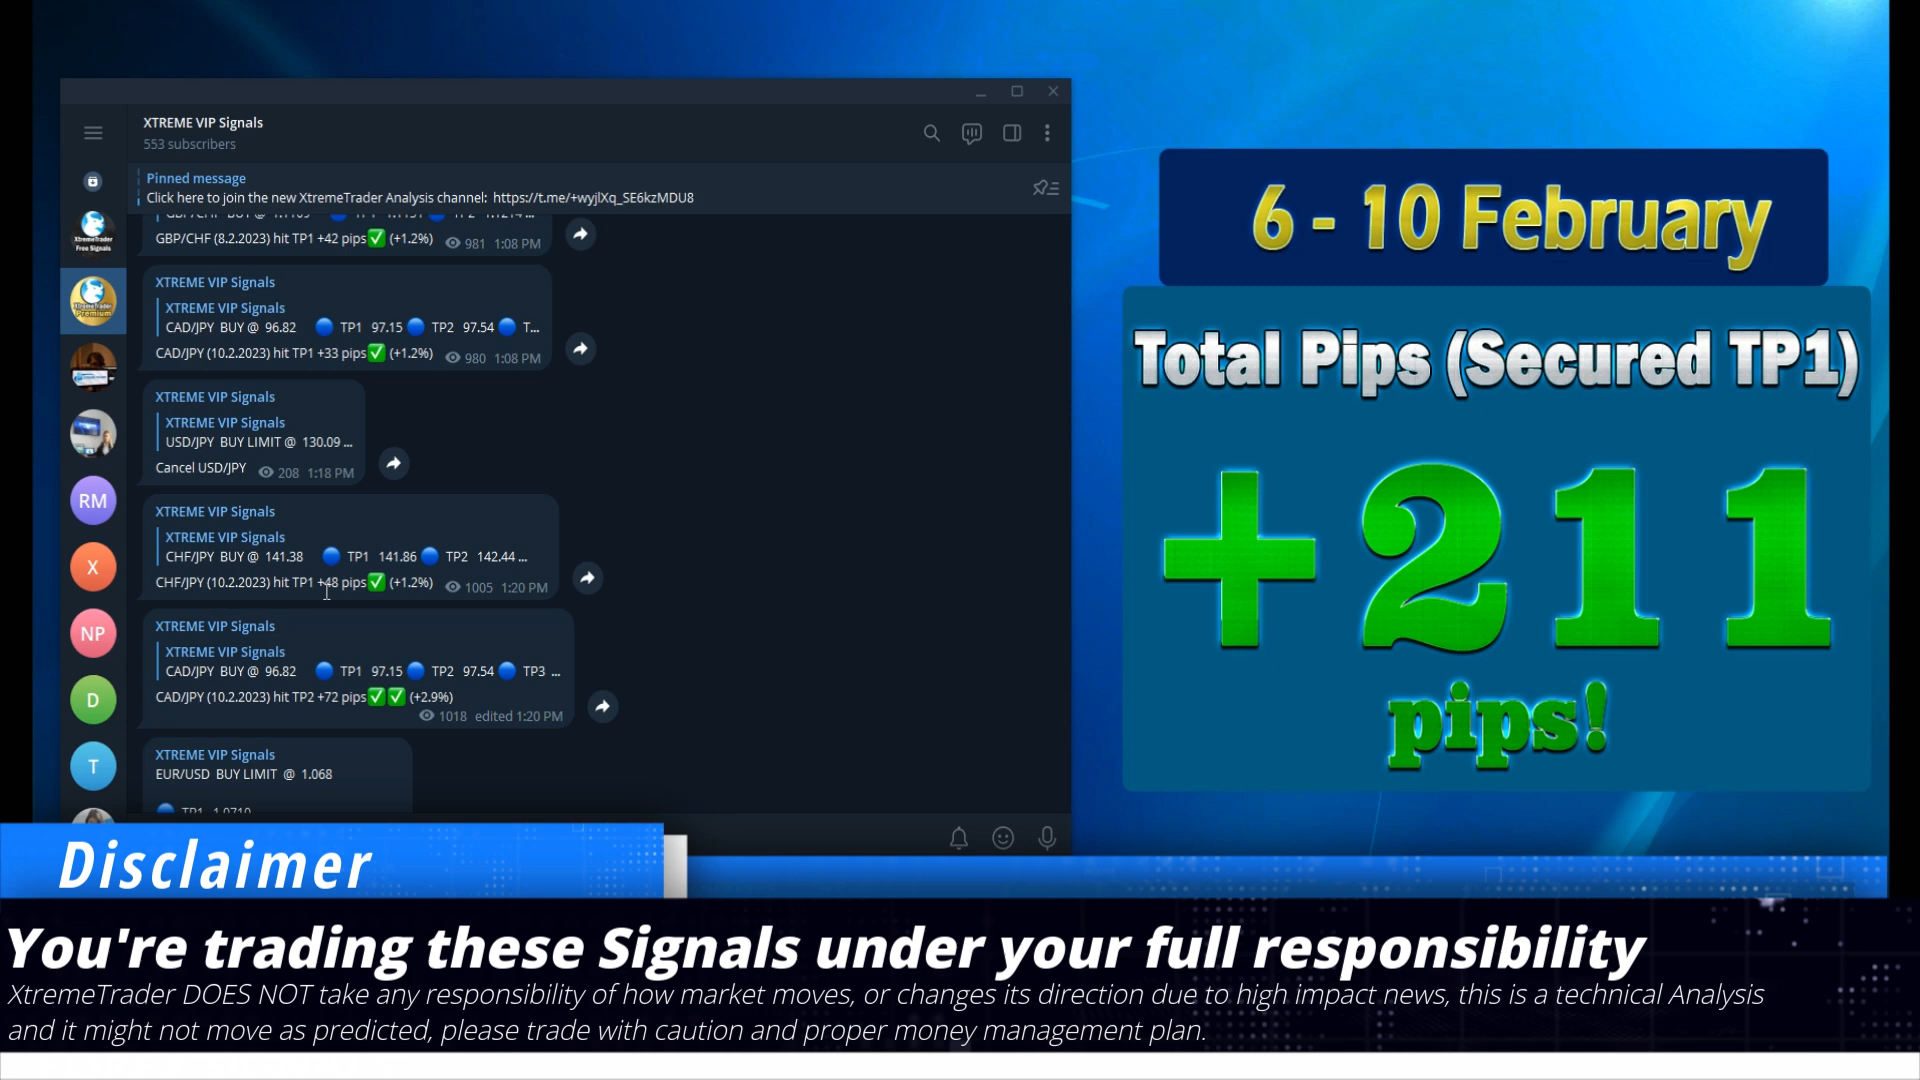 XTREME VIP Signals
553 subscribers
Pinned message
Click here to join the new XtremeTrader Analysis channel: https://t.me/+wyjlXq_SE6kzMDU8
GBP/CHF (8.2.2023) hit TP1 +42 pips✅ (+1.2%) 981 1:08 PM
XTREME VIP Signals
XTREME VIP Signals
CAD/JPY BUY @ 96.82 🔵 TP1 97.15 🔵 TP2 97.54 🔵 T...
CAD/JPY (10.2.2023) hit TP1 +33 pips✅ (+1.2%) 980 1:08 PM
XTREME VIP Signals
XTREME VIP Signals
USD/JPY BUY LIMIT @ 130.09 ...
Cancel USD/JPY 208 1:18 PM
XTREME VIP Signals
XTREME VIP Signals
CHF/JPY BUY @ 141.38 🔵 TP1 141.86 🔵 TP2 142.44 ...
CHF/JPY (10.2.2023) hit TP1 +48 pips✅ (+1.2%) 1005 1:20 PM
XTREME VIP Signals
XTREME VIP Signals
CAD/JPY BUY @ 96.82 🔵 TP1 97.15 🔵 TP2 97.54 🔵 TP3 ...
CAD/JPY (10.2.2023) hit TP2 +72 pips✅✅ (+2.9%)
1018 edited 1:20 PM
XTREME VIP Signals
EUR/USD BUY LIMIT @ 1.068
🔵 TP1 1.0710
XtremeTrader
Free Signals
XtremeTrader
Premium
RM
X
NP
D
T
6 - 10 February
Total Pips (Secured TP1)
+211
pips!
Disclaimer
You're trading these Signals under your full responsibility
XtremeTrader DOES NOT take any responsibility of how market moves, or changes its direction due to high impact news, this is a technical Analysis
and it might not move as predicted, please trade with caution and proper money management plan.